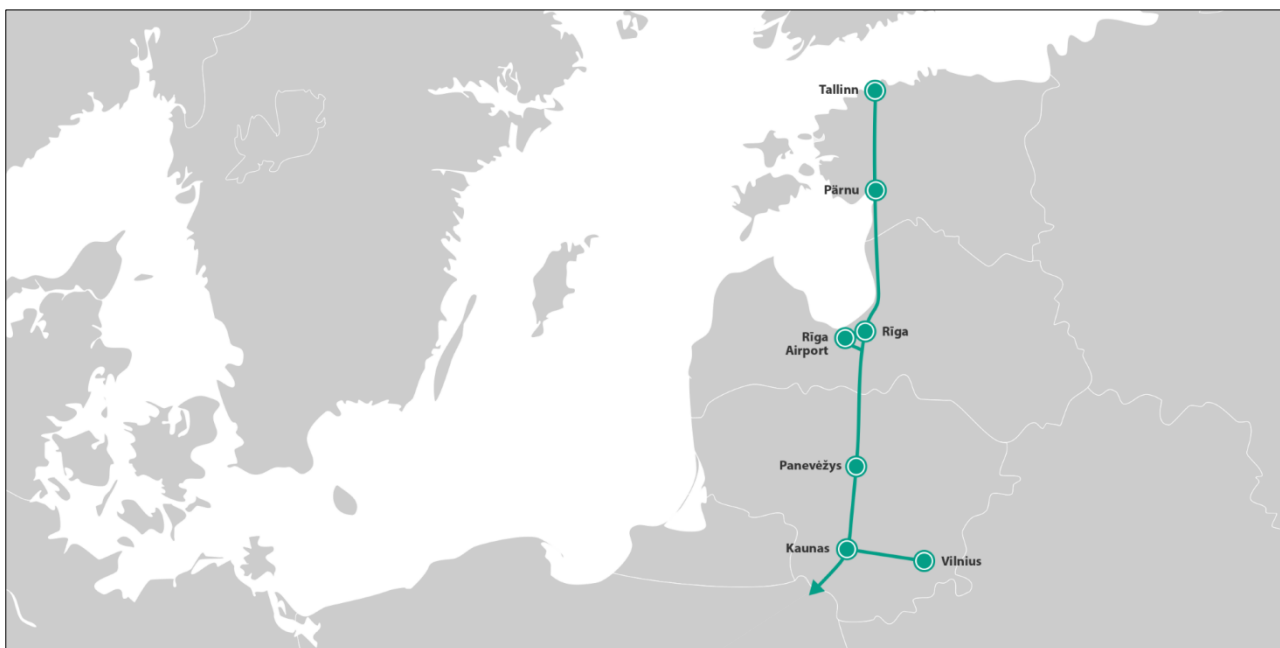 Tallinn
Pärnu
Rīga
Rīga
Airport
Panevėžys
Kaunas
Vilnius